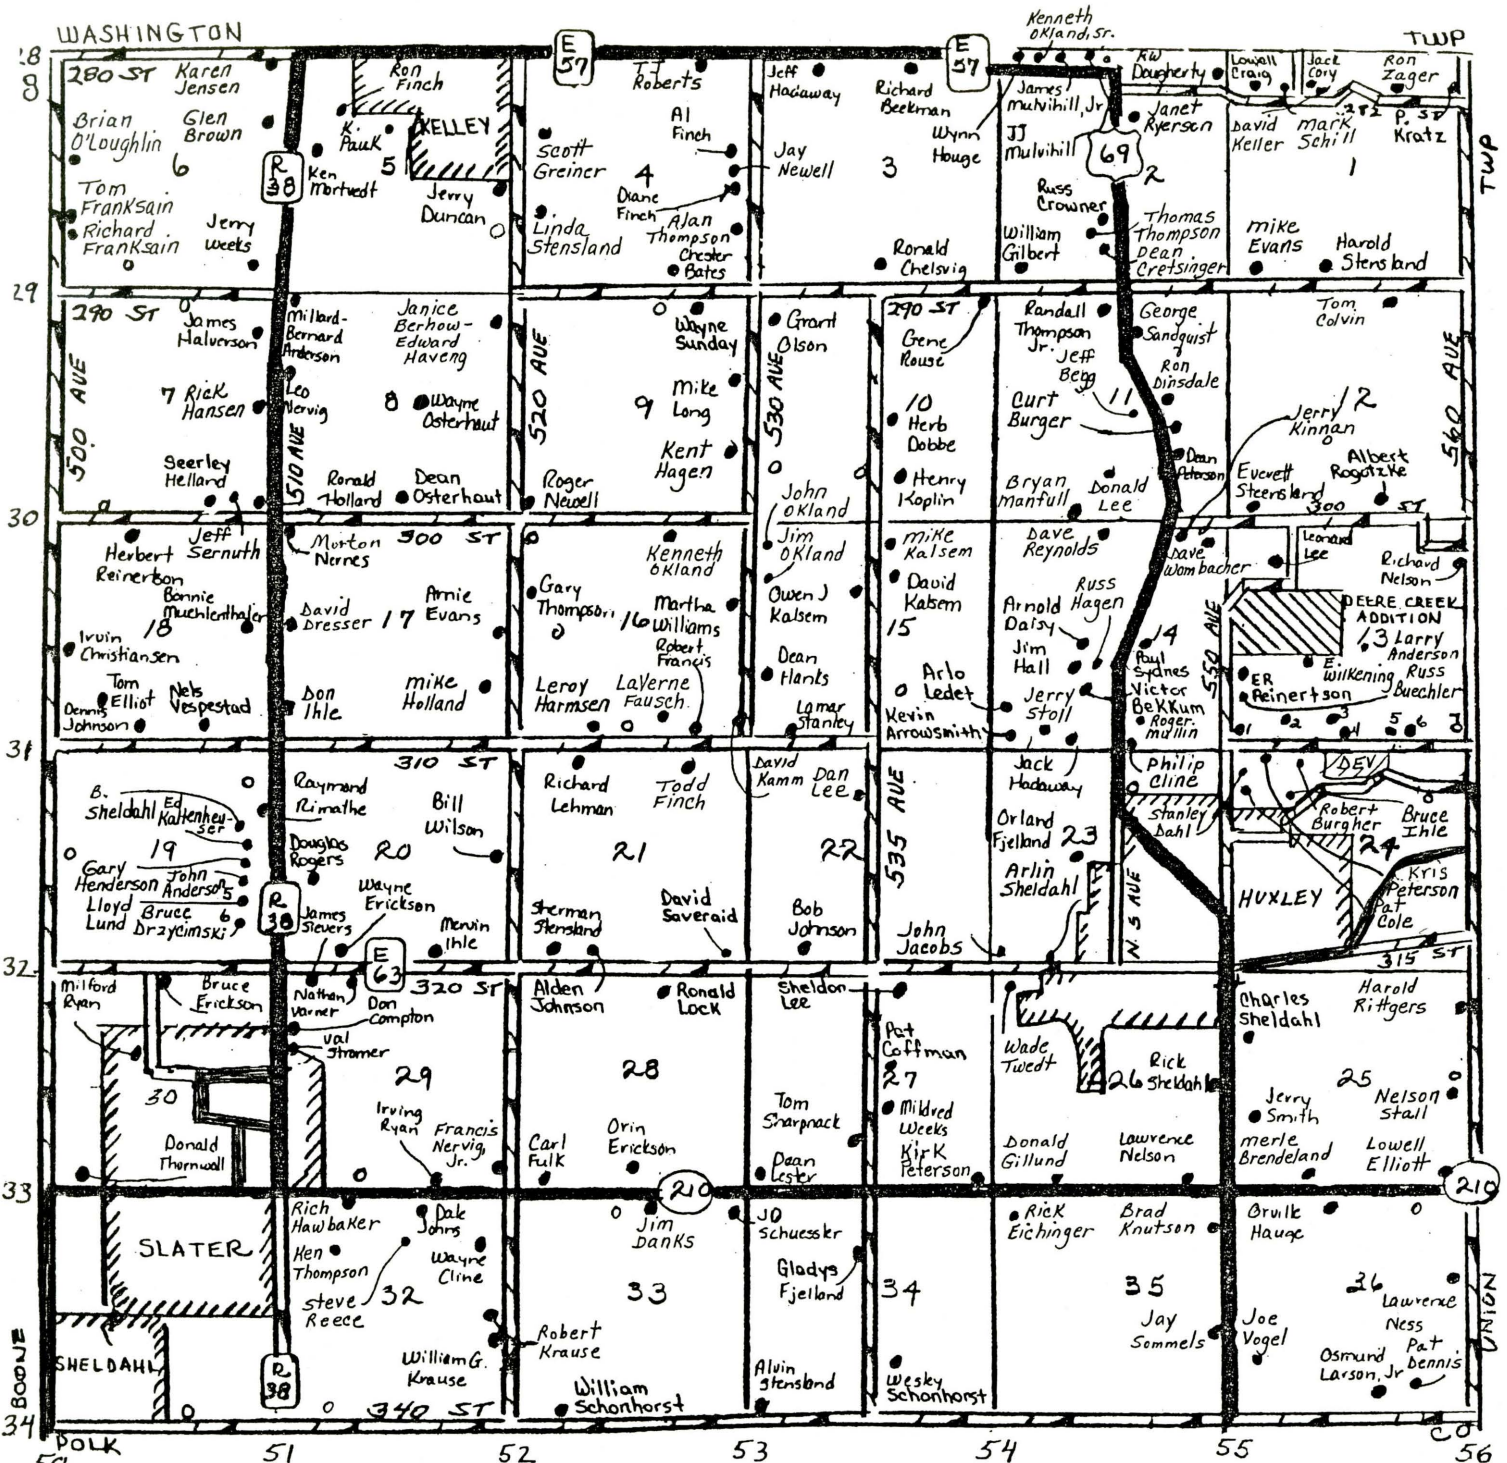 WASHINGTON
TWP
Kenneth
Okland, Sr.
E
57
E
57
28
8
280 ST
Karen
Jensen
Ron
Finch
T.J.
Roberts
Jeff
Hadaway
Richard
Beekman
James
Mulvihill, Jr
RW
Dougherty
Lowell
Craig
Jack
Cory
Ron
Zager
282 ST
Brian
O'Loughlin
Glen
Brown
K.
Pauk
KELLEY
Al
Finch
Wynn
Houge
JJ
Mulvihill
69
Janet
Ryersen
David
Keller
Mark
Schill
P.
Kratz
TWP
6
R
38
Ken
Mortvedt
5
Scott
Greiner
4
Jay
Newell
3
2
1
Tom
Franksain
Richard
Franksain
Jerry
Weeks
Jerry
Duncan
Linda
Stensland
Diane
Finch
Alan
Thompson
Chester
Bates
Ronald
Chelsvig
Russ
Crowner
William
Gilbert
Thomas
Thompson
Dean
Cretsinger
Mike
Evans
Harold
Stensland
29
290 ST
James
Halverson
Millard-
Bernard
Anderson
Janice
Berhow-
Edward
Haveng
Wayne
Sunday
Grant
Olson
290 ST
Gene
Rouse
Randall
Thompson
Jr.
George
Sandquist
Tom
Colvin
500 AVE
7
Rick
Hansen
Leo
Nervig
8
Wayne
Osterhout
520 AVE
9
Mike
Long
530 AVE
10
Herb
Dobbe
Jeff
Begg
11
Ron
Dinsdale
Curt
Burger
Jerry
Kinnan
12
560 AVE
Seerley
Helland
510 AVE
Ronald
Holland
Dean
Osterhout
Roger
Newell
Kent
Hagen
John
Okland
Henry
Koplin
Bryan
Manfull
Donald
Lee
Dean
Peterson
Everett
Steensland
Albert
Rogotzke
30
300 ST
300 ST
Herbert
Reinertson
Jeff
Sernuth
Morton
Nernes
Kenneth
Okland
Jim
Okland
Mike
Kalsem
Dave
Reynolds
Dave
Wombacher
Leonard
Lee
Richard
Nelson
Bonnie
Muehlenthaler
18
David
Dresser
17
Arnie
Evans
Gary
Thompson
16
Martha
Williams
Owen J
Kalsem
David
Kalsem
15
Arnold
Daisy
Russ
Hagen
14
550 AVE
DEERE CREEK
ADDITION
13
Larry
Anderson
Irvin
Christiansen
Robert
Francis
Dean
Hanks
Arlo
Ledet
Jim
Hall
Paul
Sydnes
ER
Reinertson
E
Wilkening
Russ
Buechler
Tom
Elliot
Dennis
Johnson
Nels
Vespestad
Don
Ihle
Mike
Holland
Leroy
Harmsen
LaVerne
Fausch
Lamar
Stanley
Kevin
Arrowsmith
Jerry
Stoll
Victor
Bekkum
Roger
Mullin
1
2
3
4
5
6
31
310 ST
Raymond
Rimathe
Richard
Lehman
Todd
Finch
David
Kamm
Dan
Lee
535 AVE
Jack
Hadaway
Philip
Cline
DEV
B.
Sheldahl
Ed
Kaltenheu-
ser
Bill
Wilson
Orland
Fjelland
Stanley
Dahl
Robert
Burgher
Bruce
Ihle
19
Douglas
Rogers
20
21
22
23
24
Gary
Henderson
John
Anderson
5
Lloyd
Lund
Bruce
Drzycimski
6
R
38
Wayne
Erickson
James
Sievers
Mervin
Ihle
Sherman
Stensland
David
Saveraid
Bob
Johnson
John
Jacobs
Arlin
Sheldahl
N. 5 AVE
HUXLEY
Kris
Peterson
Pat
Cole
32
E
63
320 ST
315 ST
Milford
Ryan
Bruce
Erickson
Nathan
Varner
Don
Compton
Val
Stromer
Alden
Johnson
Ronald
Lock
Sheldon
Lee
Charles
Sheldahl
Harold
Rittgers
30
29
28
Pat
Coffman
27
Wade
Twedt
26
Rick
Sheldahl
25
Irving
Ryan
Francis
Nervig,
Jr.
Carl
Fulk
Orin
Erickson
Tom
Sharpnack
Mildred
Weeks
Jerry
Smith
Nelson
Stall
Donald
Thornwall
Dean
Lester
Kirk
Peterson
Donald
Gillund
Lawrence
Nelson
Merle
Brendeland
Lowell
Elliott
33
210
210
Rich
Hawbaker
Dale
Johns
Jim
Danks
JD
Schuessler
Rick
Eichinger
Brad
Knutson
Orville
Hauge
SLATER
Ken
Thompson
Wayne
Cline
Gladys
Fjelland
Steve
Reece
32
33
34
35
36
Lawrence
Ness
UNION
SHELDAHL
R
38
William G.
Krause
Robert
Krause
Jay
Sommels
Joe
Vogel
Osmund
Larson, Jr
Pat
Dennis
BOONE
William
Schonhorst
Alvin
Stensland
Wesky
Schonhorst
34
340 ST
POLK
CO
51
52
53
54
55
56